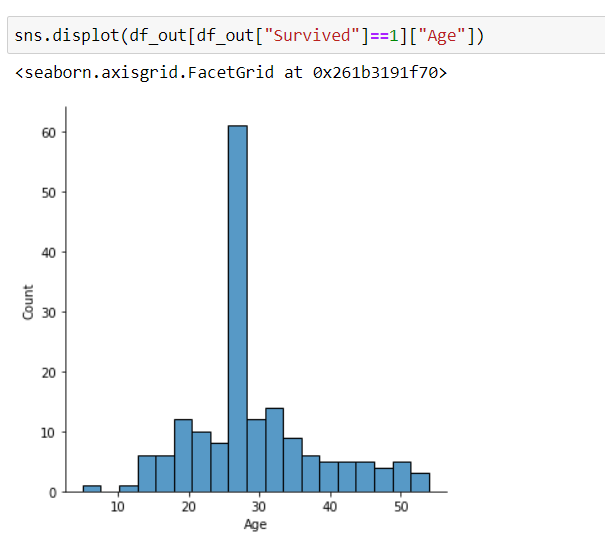 sns.displot(df_out[df_out["Survived"]==1]["Age"])
<seaborn.axisgrid.FacetGrid at 0x261b3191f70>
60
50
40
30
20
10
0
Count
10 20 30 40 50
Age